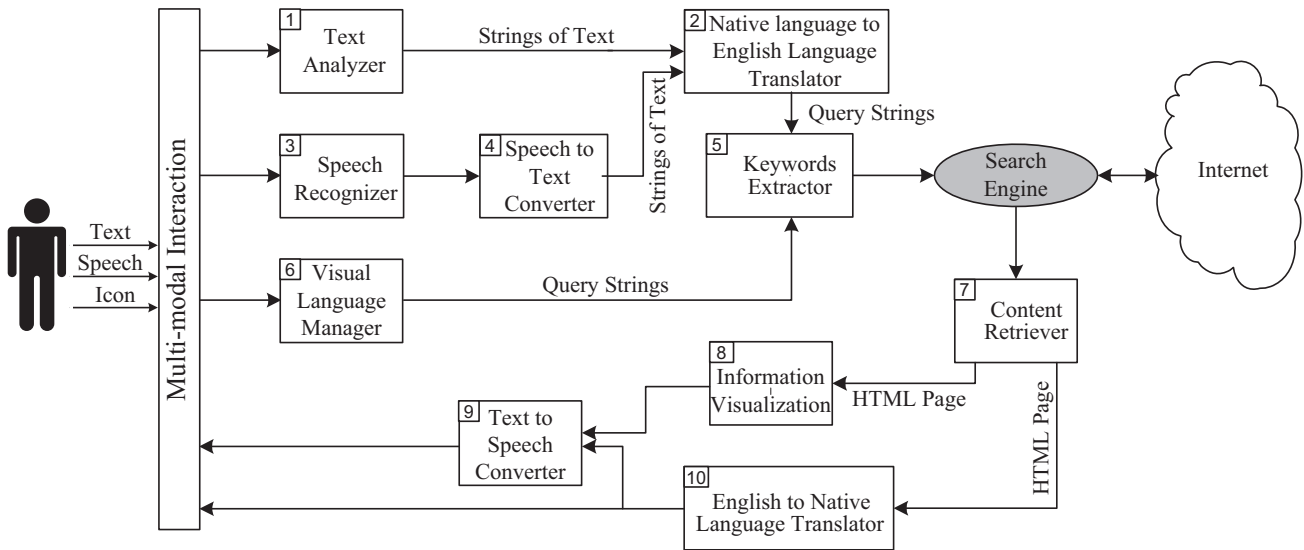 1
Text
Analyzer
Strings of Text
2
Native language to
English Language
Translator
Strings of Text
Query Strings
3
Speech
Recognizer
4
Speech to
Text
Converter
5
Keywords
Extractor
Search
Engine
Internet
Multi-modal Interaction
Text
Speech
Icon
6
Visual
Language
Manager
Query Strings
7
Content
Retriever
8
Information
Visualization
HTML Page
HTML Page
9
Text to
Speech
Converter
10
English to Native
Language Translator